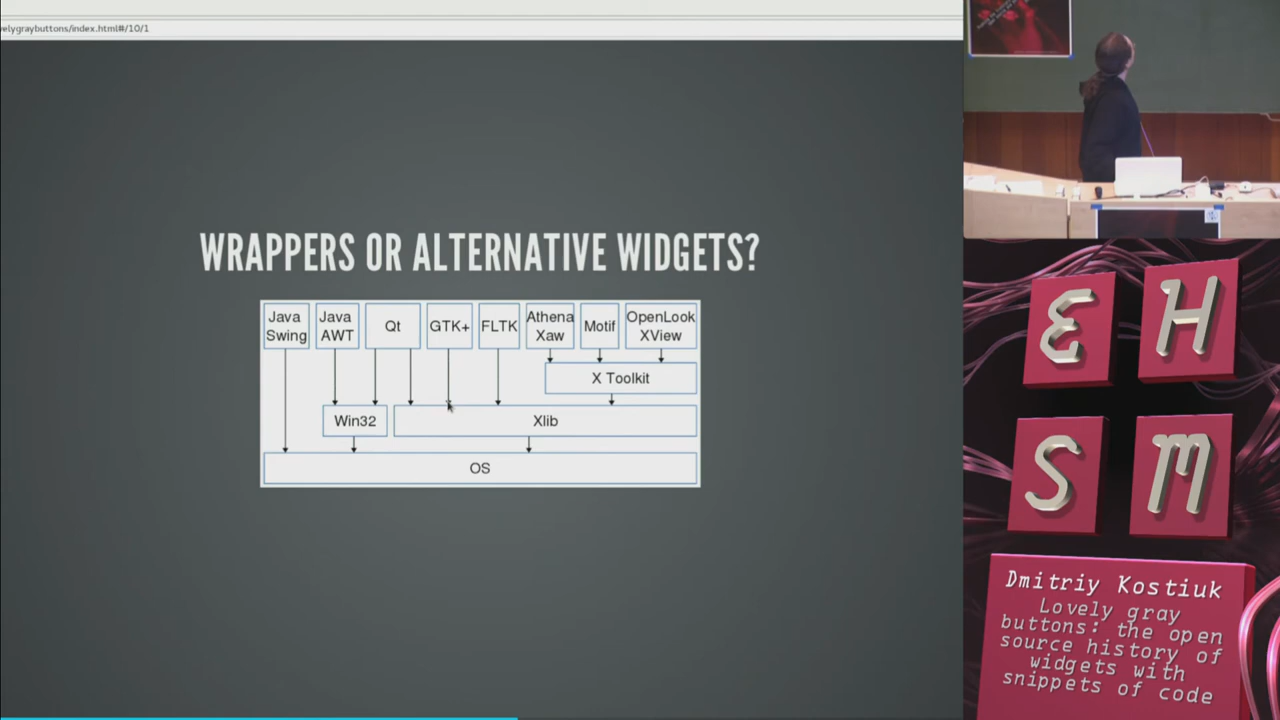 velygraybuttons/index.html#/10/1
WRAPPERS OR ALTERNATIVE WIDGETS?
Java
Swing
Java
AWT
Qt
GTK+
FLTK
Athena
Xaw
Motif
OpenLook
XView
X Toolkit
Win32
Xlib
OS
E H
S M
Dmitriy Kostiuk
Lovely gray
buttons: the open
source history of
widgets with
snippets of code